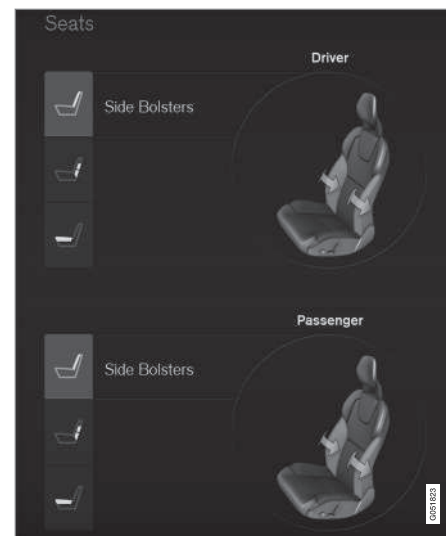 Seats
Driver
Side Bolsters
Passenger
Side Bolsters
G051823